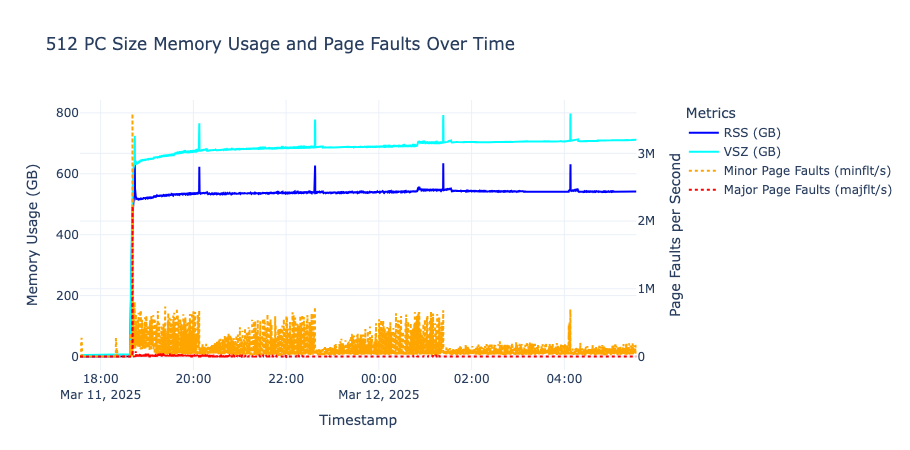 512 PC Size Memory Usage and Page Faults Over Time
Metrics
RSS (GB)
VSZ (GB)
Minor Page Faults (minflt/s)
Major Page Faults (majflt/s)
Memory Usage (GB)
800
600
400
200
0
Page Faults per Second
3M
2M
1M
0
18:00 20:00 22:00 00:00 02:00 04:00
Mar 11, 2025 Mar 12, 2025
Timestamp